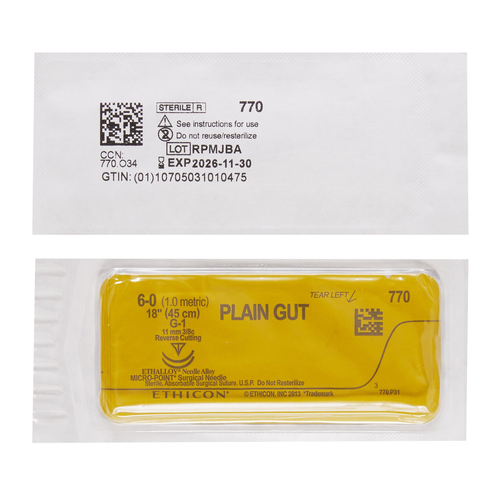 STERILE R 770
See instructions for use
Do not reuse/resterilize
LOT RPMJBA
EXP 2026-11-30
CCN:
770.O34
GTIN: (01)10705031010475
6-0 (1.0 metric)
18" (45 cm)
G-1
11 mm 3/8c
Reverse Cutting
PLAIN GUT
TEAR LEFT
770
ETHALLOY* Needle Alloy
MICRO-POINT* Surgical Needle
Sterile, Absorbable Surgical Suture. U.S.P. Do Not Resterilize
ETHICON* © ETHICON, INC 2013 *Trademark
3
770P31